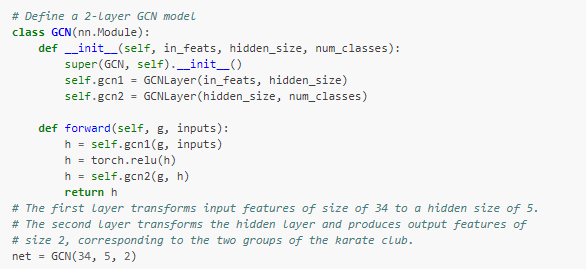 # Define a 2-layer GCN model
class GCN(nn.Module):
    def __init__(self, in_feats, hidden_size, num_classes):
        super(GCN, self).__init__()
        self.gcn1 = GCNLayer(in_feats, hidden_size)
        self.gcn2 = GCNLayer(hidden_size, num_classes)

    def forward(self, g, inputs):
        h = self.gcn1(g, inputs)
        h = torch.relu(h)
        h = self.gcn2(g, h)
        return h
# The first layer transforms input features of size of 34 to a hidden size of 5.
# The second layer transforms the hidden layer and produces output features of
# size 2, corresponding to the two groups of the karate club.
net = GCN(34, 5, 2)